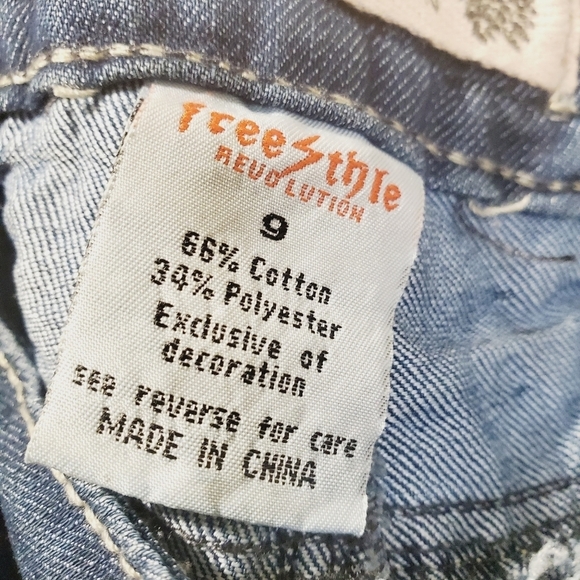 Freestyle
REVOLUTION
9
66% Cotton
34% Polyester
Exclusive of
decoration
see reverse for care
MADE IN CHINA